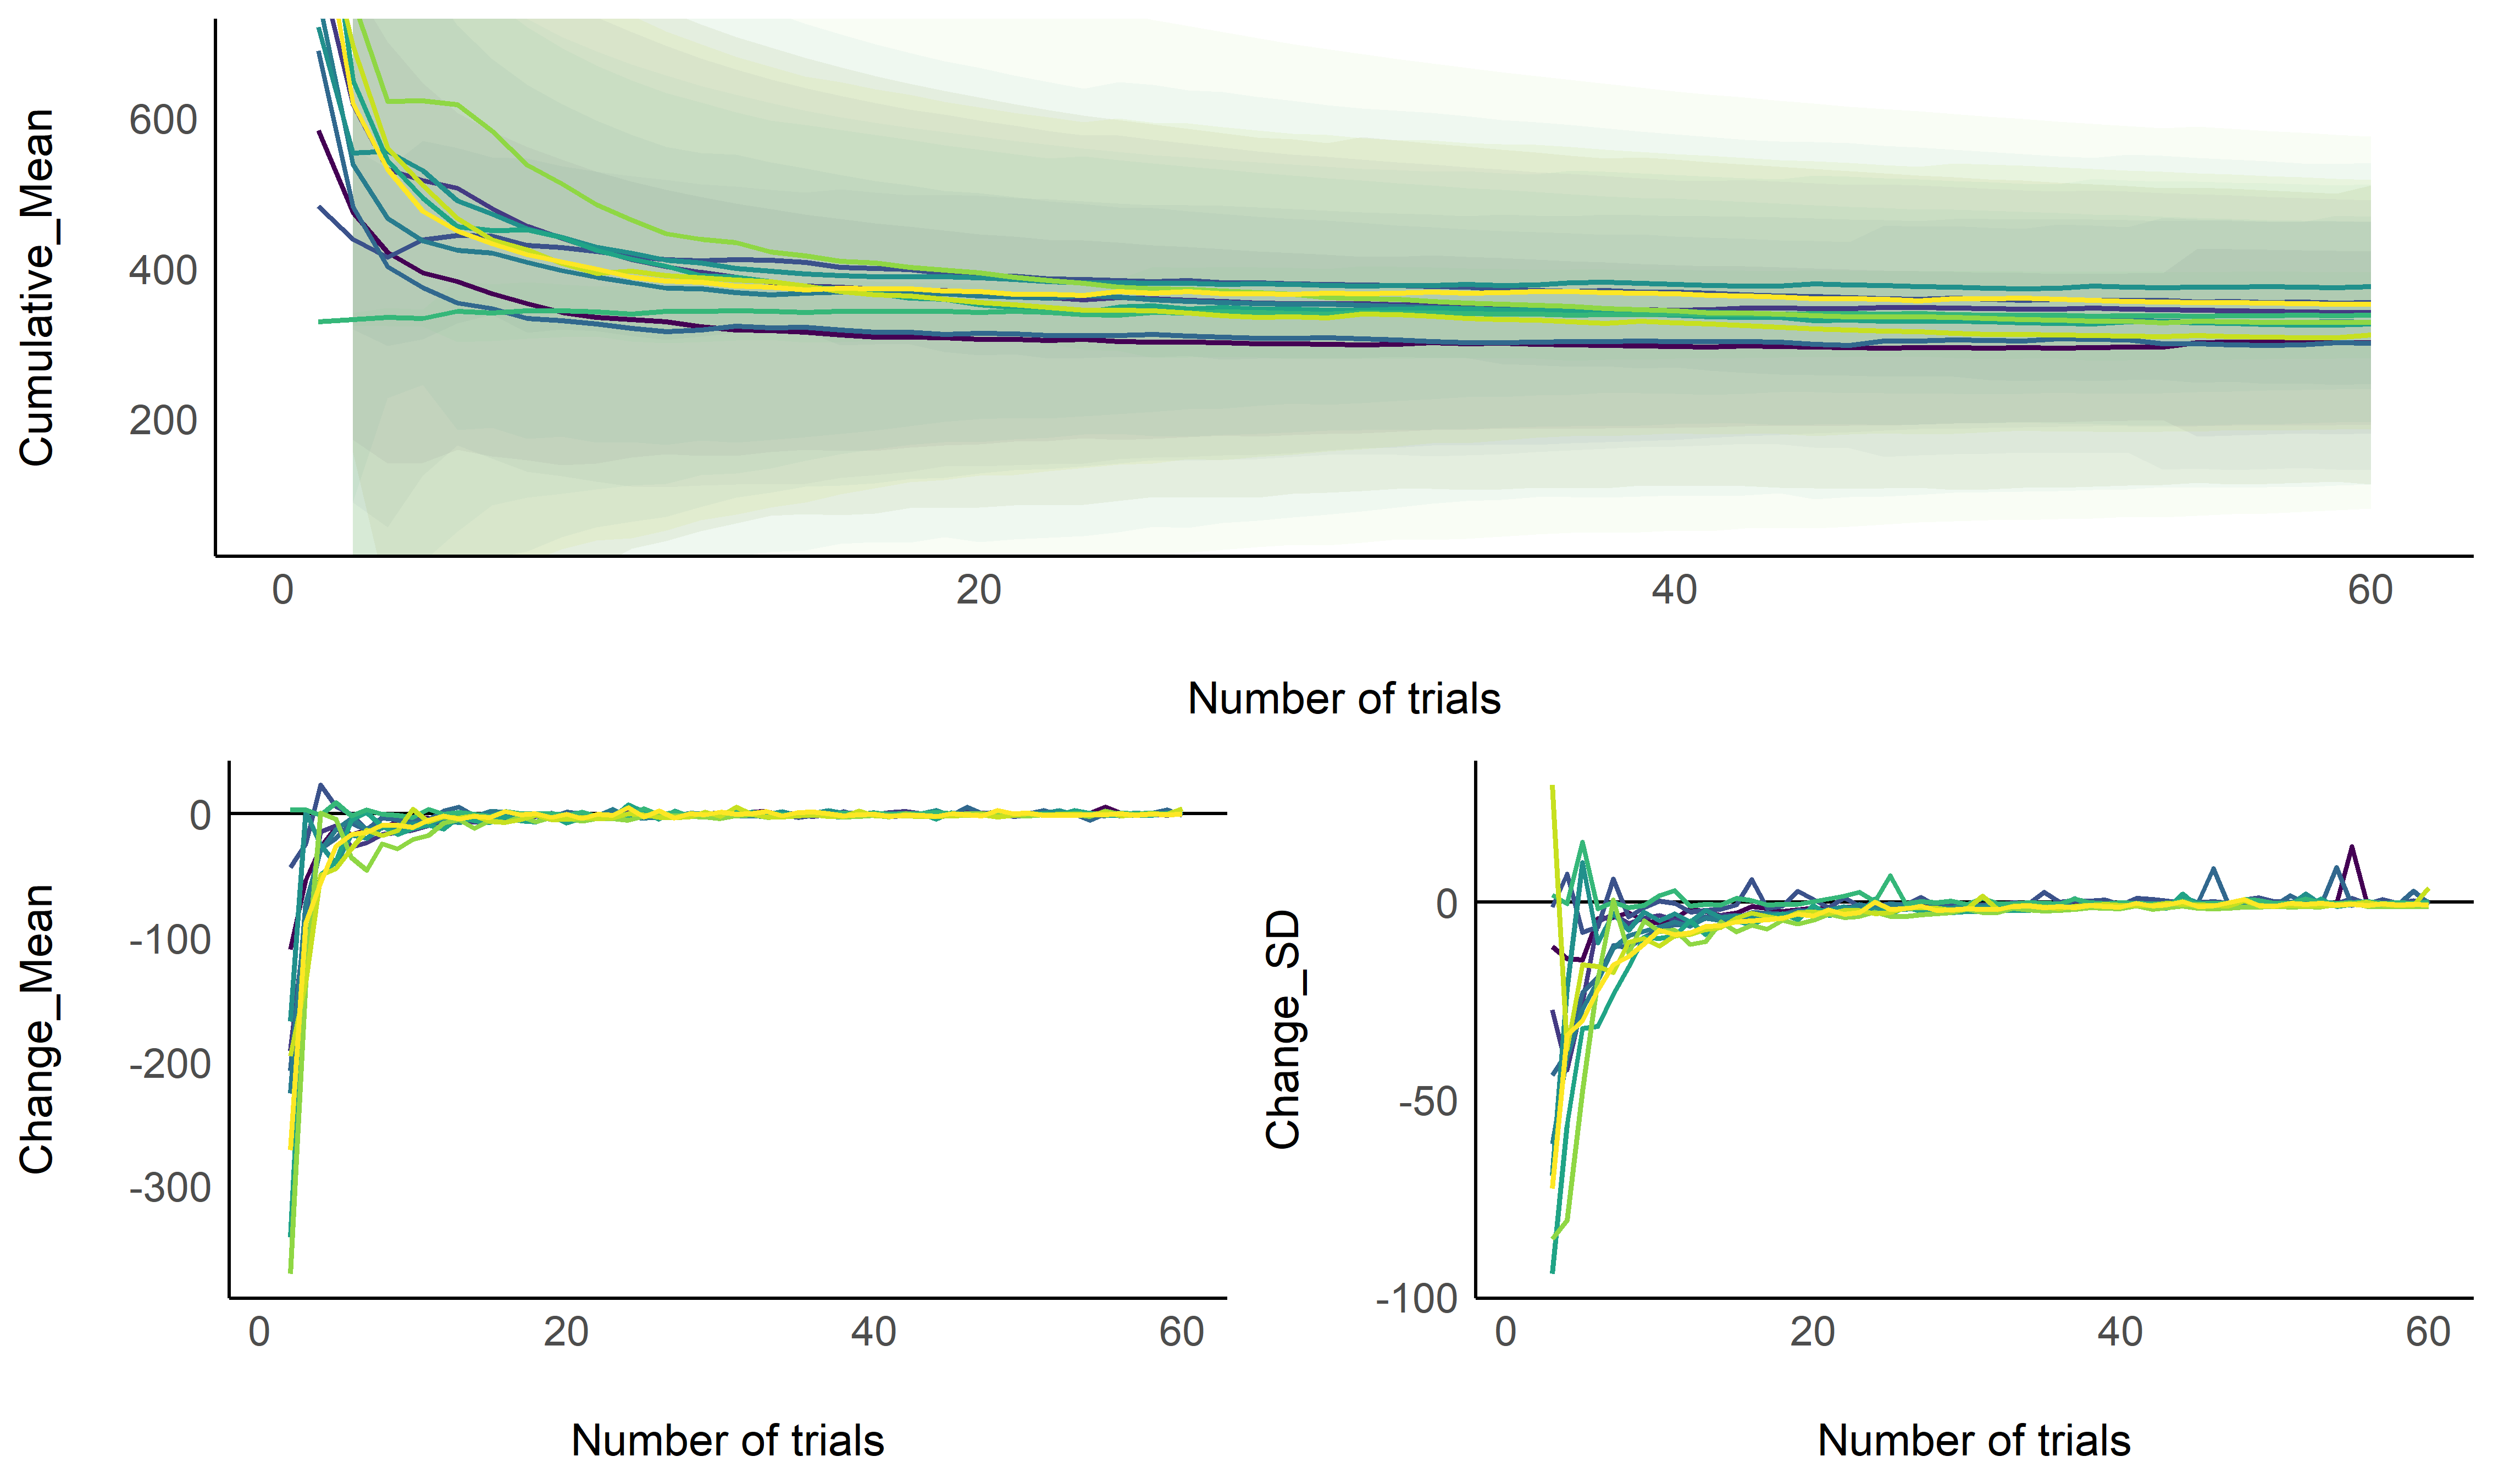 Cumulative_Mean
600
400
200
0 20 40 60
Number of trials
Change_Mean
0
-100
-200
-300
0 20 40 60
Number of trials
Change_SD
0
-50
-100
0 20 40 60
Number of trials